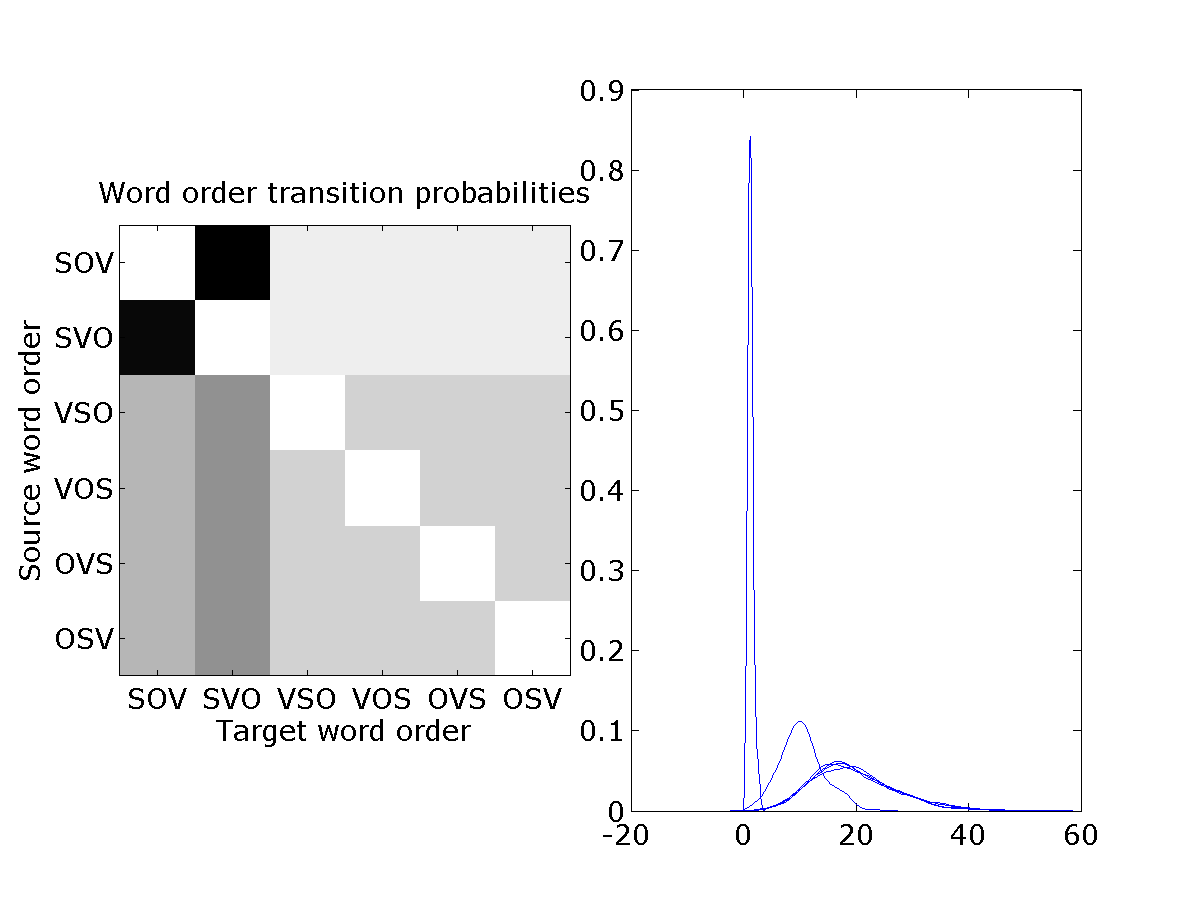 Word order transition probabilities
Source word order
SOV
SVO
VSO
VOS
OVS
OSV
SOV SVO VSO VOS OVS OSV
Target word order
0.9
0.8
0.7
0.6
0.5
0.4
0.3
0.2
0.1
0
-20 0 20 40 60